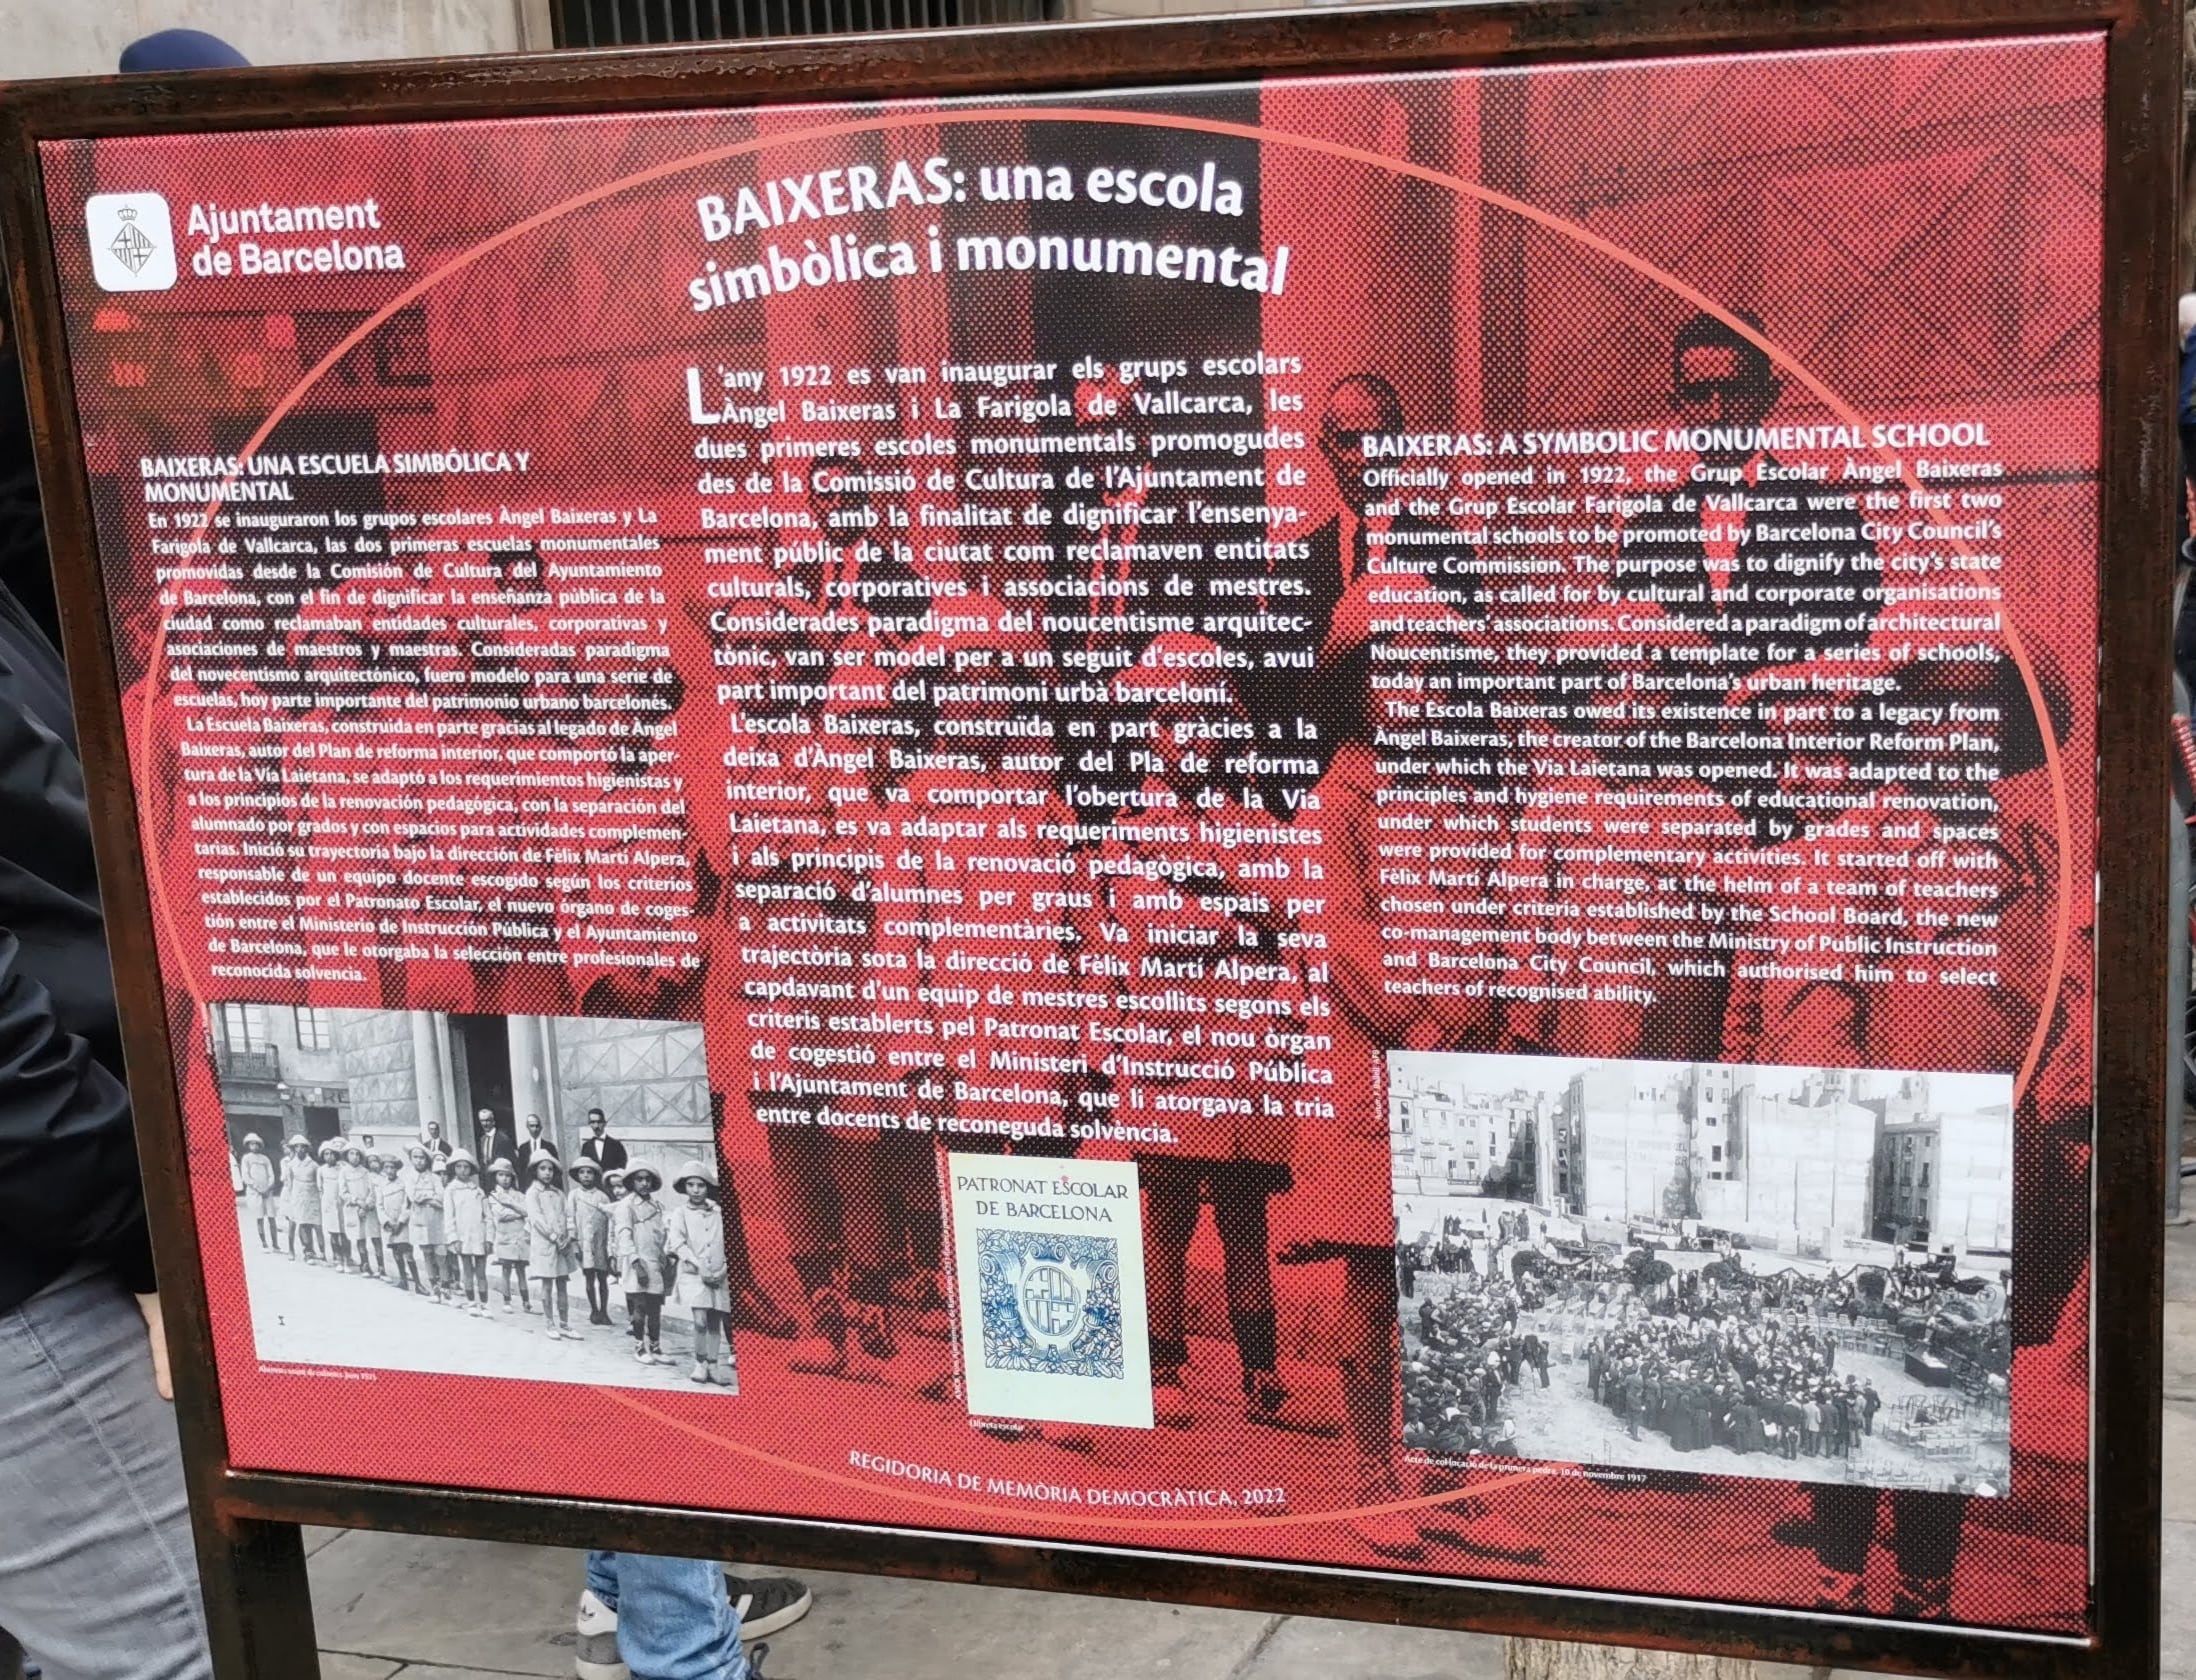 Ajuntament
de Barcelona
BAIXERAS: una escola
simbòlica i monumental
BAIXERAS: UNA ESCUELA SIMBÓLICA Y
MONUMENTAL
En 1922 se inauguraron los grupos escolares Àngel Baixeras y La
Farigola de Vallcarca, las dos primeras escuelas monumentales
promovidas desde la Comisión de Cultura del Ayuntamiento
de Barcelona, con el fin de dignificar la enseñanza pública de la
ciudad como reclamaban entidades culturales, corporativas y
asociaciones de maestros y maestras. Consideradas paradigma
del novecentismo arquitectónico, fuero modelo para una serie de
escuelas, hoy parte importante del patrimonio urbano barcelonés.
La Escuela Baixeras, construida en parte gracias al legado de Àngel
Baixeras, autor del Plan de reforma interior, que comportó la aper-
tura de la Via Laietana, se adaptó a los requerimientos higienistas y
a los principios de la renovación pedagógica, con la separación del
alumnado por grados y con espacios para actividades complemen-
tarias. Inició su trayectoria bajo la dirección de Fèlix Martí Alpera,
responsable de un equipo docente escogido según los criterios
establecidos por el Patronato Escolar, el nuevo órgano de coges-
tión entre el Ministerio de Instrucción Pública y el Ayuntamiento
de Barcelona, que le otorgaba la selección entre profesionales de
reconocida solvencia.
L'any 1922 es van inaugurar els grups escolars
Àngel Baixeras i La Farigola de Vallcarca, les
dues primeres escoles monumentals promogudes
des de la Comissió de Cultura de l'Ajuntament de
Barcelona, amb la finalitat de dignificar l'ensenya-
ment públic de la ciutat com reclamaven entitats
culturals, corporatives i associacions de mestres.
Considerades paradigma del noucentisme arquitec-
tònic, van ser model per a un seguit d'escoles, avui
part important del patrimoni urbà barceloní.
L'escola Baixeras, construïda en part gràcies a la
deixa d'Àngel Baixeras, autor del Pla de reforma
interior, que va comportar l'obertura de la Via
Laietana, es va adaptar als requeriments higienistes
i als principis de la renovació pedagògica, amb la
separació d'alumnes per graus i amb espais per
a activitats complementàries. Va iniciar la seva
trajectòria sota la direcció de Fèlix Martí Alpera, al
capdavant d'un equip de mestres escollits segons els
criteris establerts pel Patronat Escolar, el nou òrgan
de cogestió entre el Ministeri d'Instrucció Pública
i l'Ajuntament de Barcelona, que li atorgava la tria
entre docents de reconeguda solvència.
BAIXERAS: A SYMBOLIC MONUMENTAL SCHOOL
Officially opened in 1922, the Grup Escolar Àngel Baixeras
and the Grup Escolar Farigola de Vallcarca were the first two
monumental schools to be promoted by Barcelona City Council's
Culture Commission. The purpose was to dignify the city's state
education, as called for by cultural and corporate organisations
and teachers' associations. Considered a paradigm of architectural
Noucentisme, they provided a template for a series of schools,
today an important part of Barcelona's urban heritage.
The Escola Baixeras owed its existence in part to a legacy from
Àngel Baixeras, the creator of the Barcelona Interior Reform Plan,
under which the Via Laietana was opened. It was adapted to the
principles and hygiene requirements of educational renovation,
under which students were separated by grades and spaces
were provided for complementary activities. It started off with
Fèlix Martí Alpera in charge, at the helm of a team of teachers
chosen under criteria established by the School Board, the new
co-management body between the Ministry of Public Instruction
and Barcelona City Council, which authorised him to select
teachers of recognised ability.
PATRONAT ESCOLAR
DE BARCELONA
Llibreta escolar
Acte de col·locació de la primera pedra, 10 de novembre 1917
REGIDORIA DE MEMÒRIA DEMOCRÀTICA, 2022